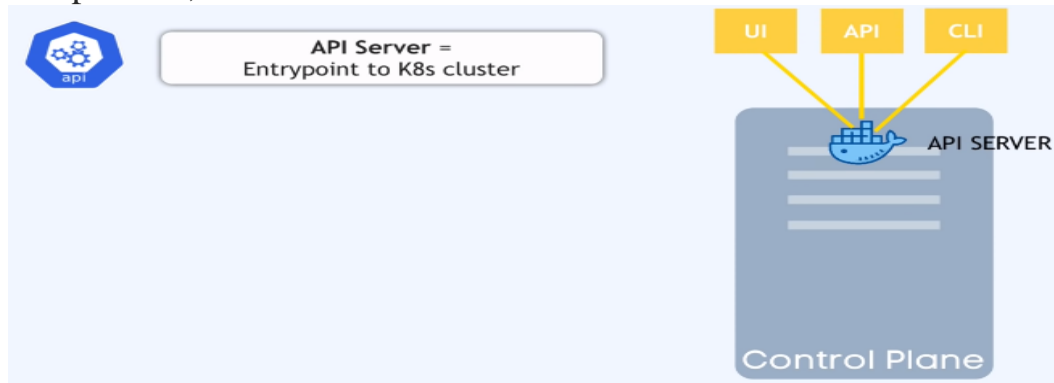 api
API Server =
Entrypoint to K8s cluster
UI
API
CLI
API SERVER
Control Plane